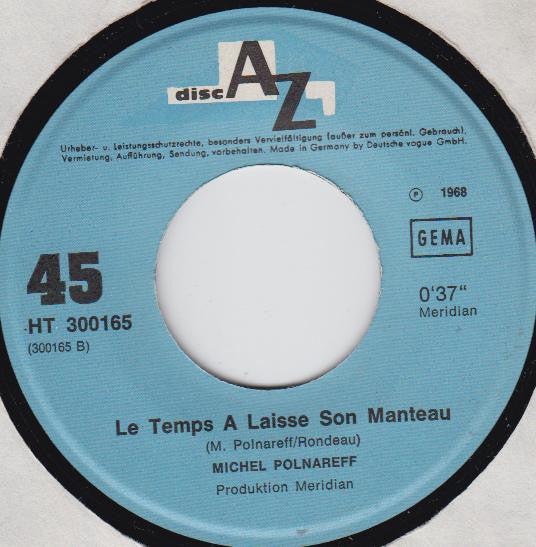 disc AZ
Urheber- u. Leistungsschutzrechte, besonders Vervielfältigung (außer zum persönl. Gebrauch),
Vermietung, Aufführung, Sendung, vorbehalten. Made in Germany by Deutsche vogue GmbH.
Ⓟ 1968
45
GEMA
HT 300165
0'37"
(300165 B)
Meridian
Le Temps A Laisse Son Manteau
(M. Polnareff/Rondeau)
MICHEL POLNAREFF
Produktion Meridian